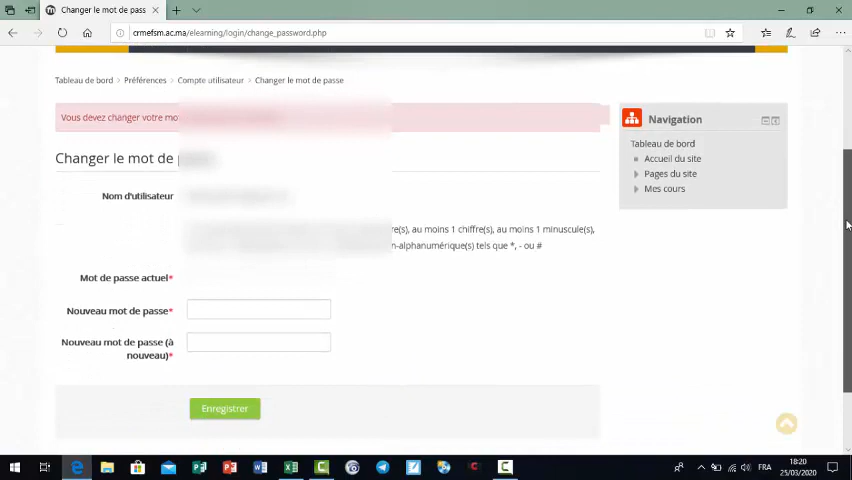 Changer le mot de pass
crmefsm.ac.ma/elearning/login/change_password.php
Tableau de bord > Préférences > Compte utilisateur > Changer le mot de passe
Vous devez changer votre mot
Navigation
Tableau de bord
Accueil du site
Pages du site
Mes cours
Changer le mot de
Nom d'utilisateur
re(s), au moins 1 chiffre(s), au moins 1 minuscule(s),
n-alphanumérique(s) tels que *, - ou #
Mot de passe actuel*
Nouveau mot de passe*
Nouveau mot de passe (à
nouveau)*
Enregistrer
FRA
18:20
25/03/2020